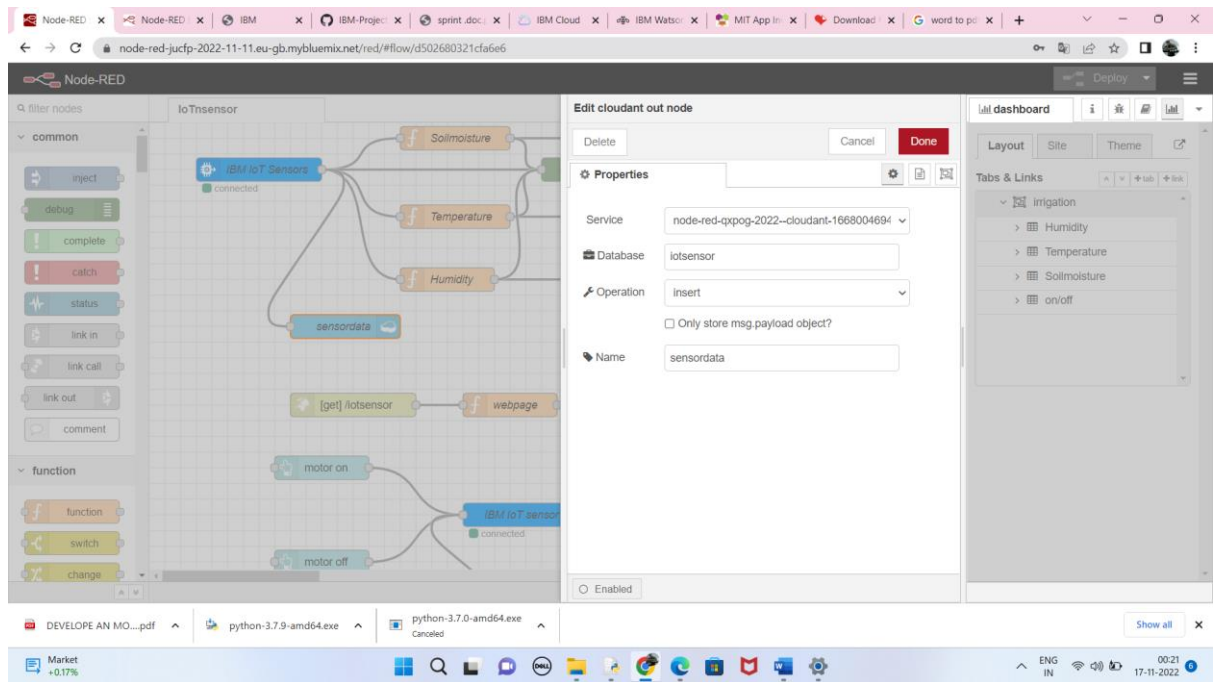 Node-RED
Node-RED
IBM
IBM-Project
sprint .doc
IBM Cloud
IBM Watson
MIT App In
Download
word to pd
node-red-jucfp-2022-11-11.eu-gb.mybluemix.net/red/#flow/d502680321cfa6e6
Node-RED
Deploy
filter nodes
common
inject
debug
complete
catch
status
link in
link call
link out
comment
function
function
switch
change
IoTnsensor
Soilmoisture
IBM IoT Sensors
connected
Temperature
Humidity
sensordata
[get] /iotsensor
webpage
motor on
IBM IoT sensor
connected
motor off
Edit cloudant out node
Delete
Cancel
Done
Properties
Service
node-red-qxpog-2022--cloudant-1668004694
Database
iotsensor
Operation
insert
Only store msg.payload object?
Name
sensordata
Enabled
dashboard
Layout
Site
Theme
Tabs & Links
+ tab
+ link
irrigation
Humidity
Temperature
Soilmoisture
on/off
DEVELOPE AN MO....pdf
python-3.7.9-amd64.exe
python-3.7.0-amd64.exe
Canceled
Show all
Market
+0.17%
DELL
ENG
IN
00:21
17-11-2022
6